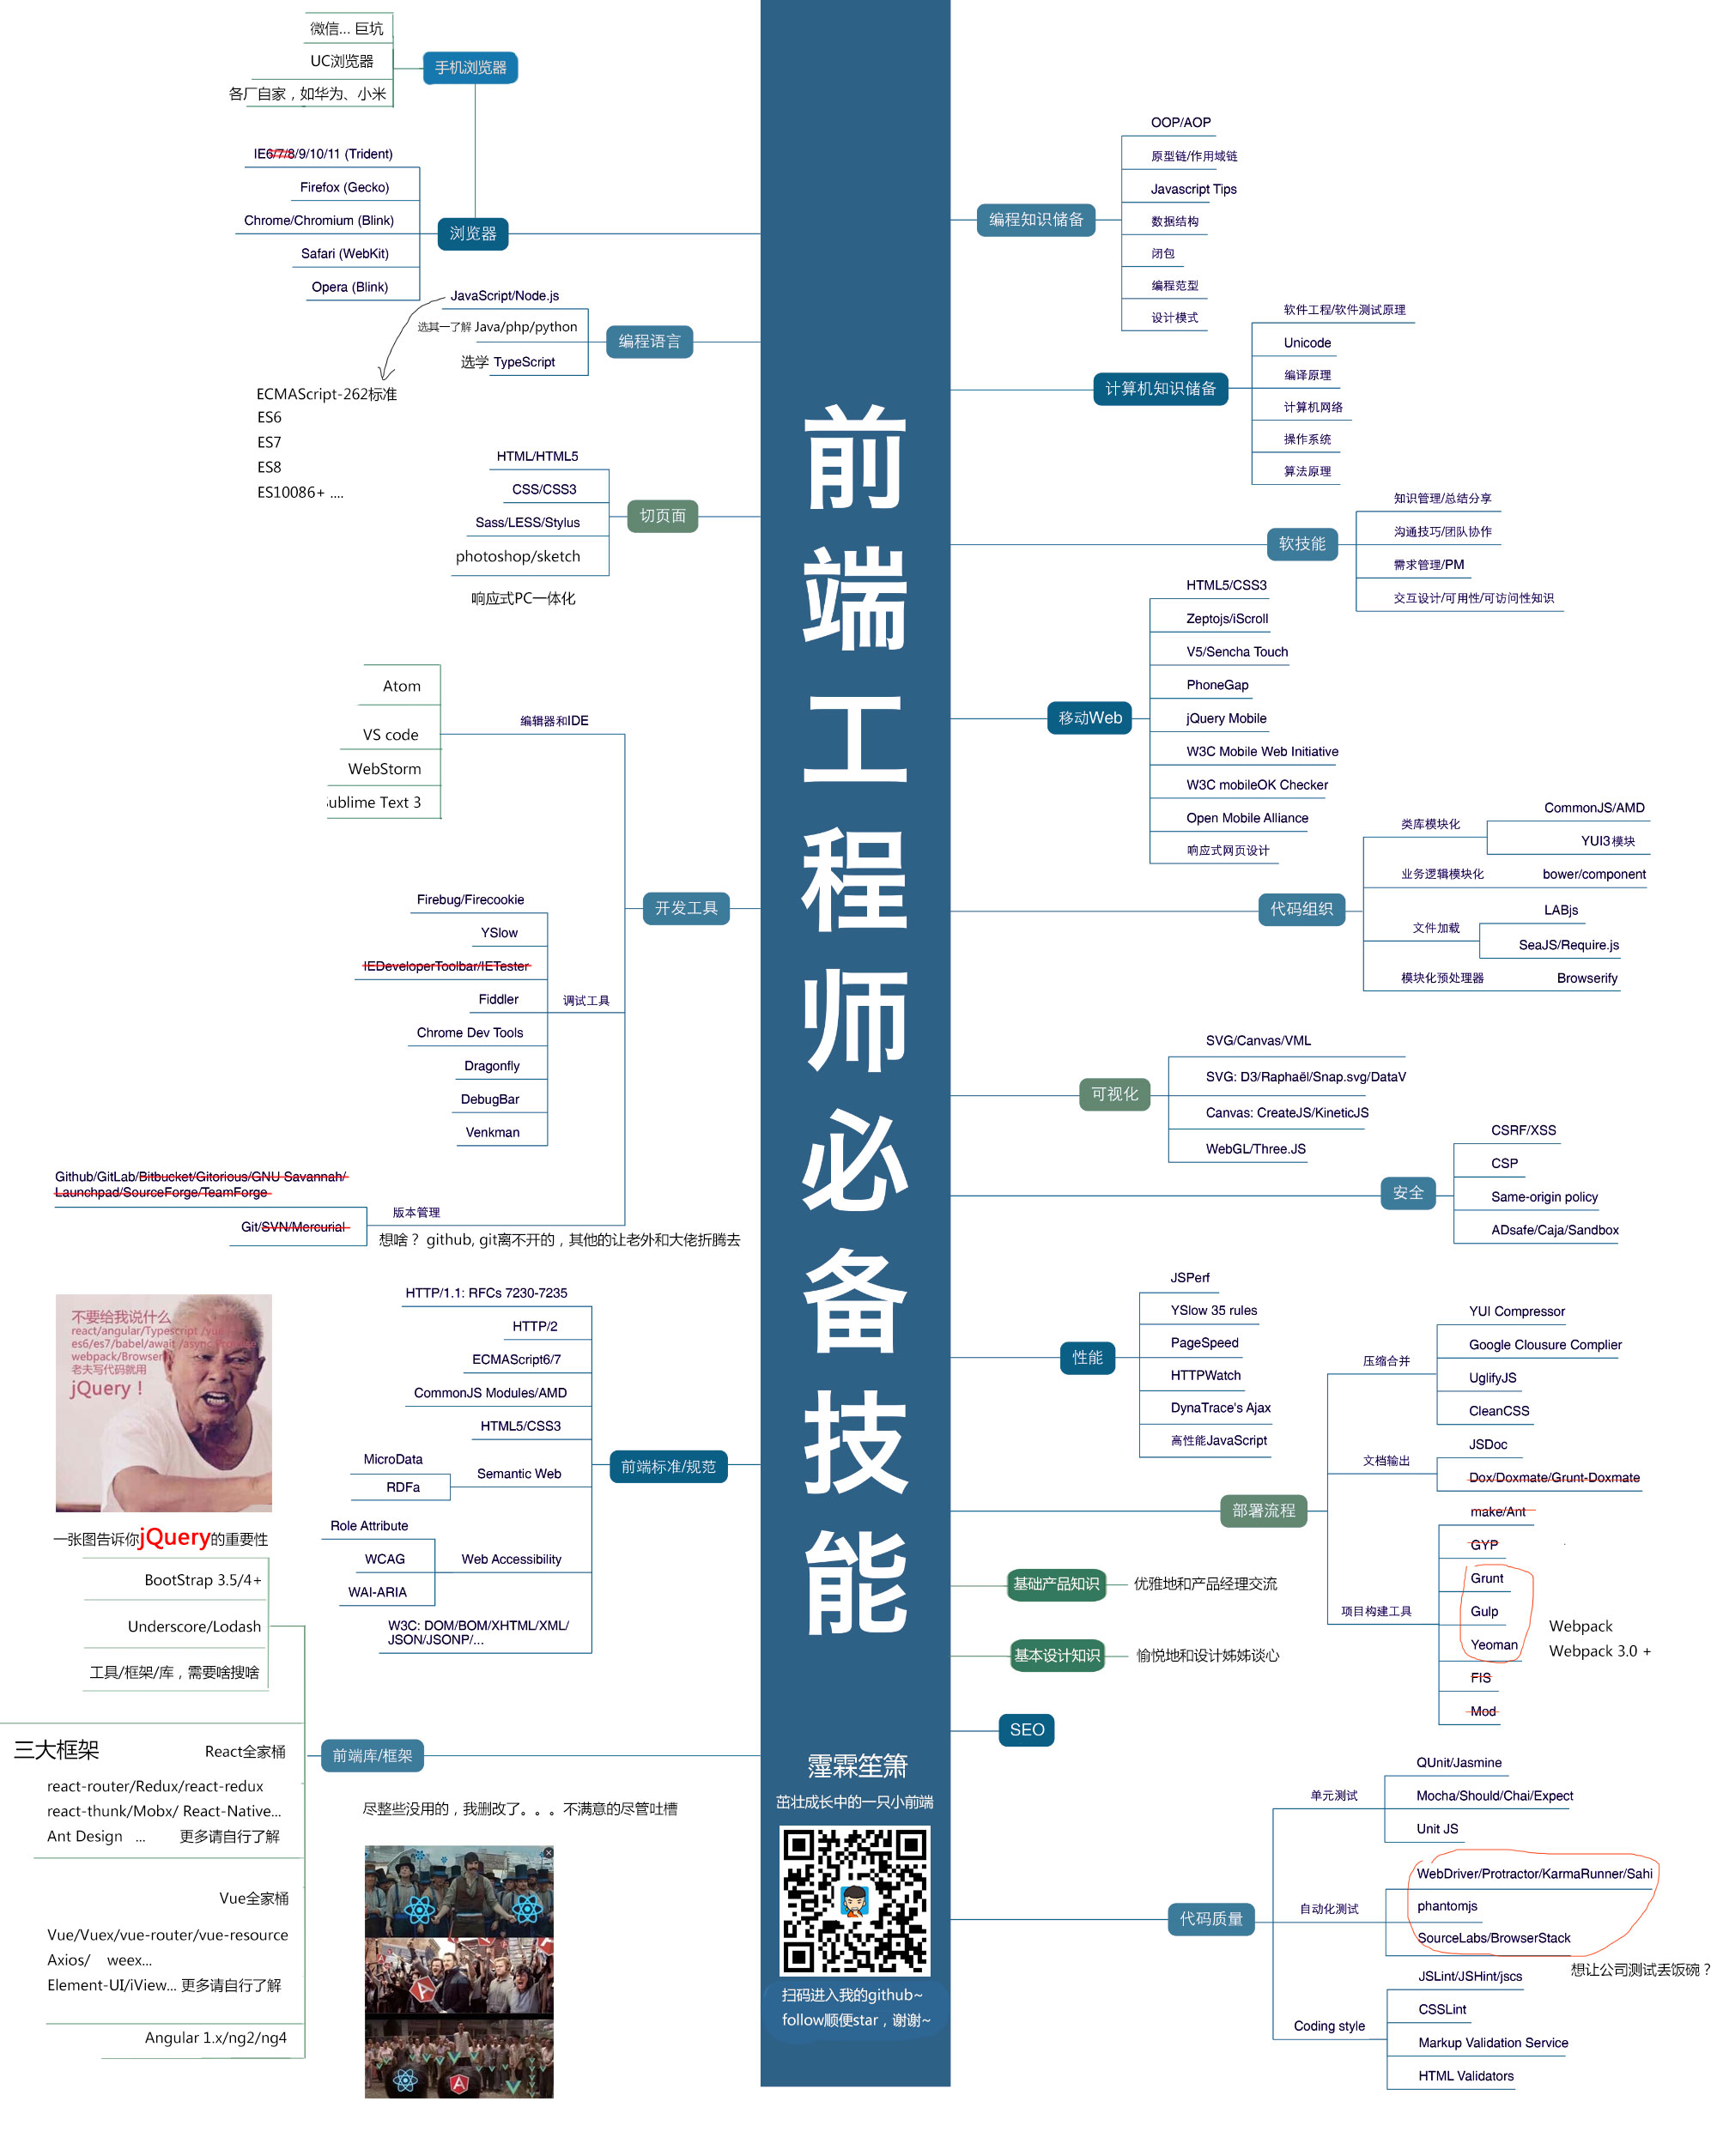 微信... 巨坑
UC浏览器
各厂自家，如华为、小米
手机浏览器
IE6/7/8/9/10/11 (Trident)
Firefox (Gecko)
Chrome/Chromium (Blink)
Safari (WebKit)
Opera (Blink)
浏览器
JavaScript/Node.js
选其一了解 Java/php/python
选学 TypeScript
编程语言
ECMAScript-262标准
ES6
ES7
ES8
ES10086+ ....
HTML/HTML5
CSS/CSS3
Sass/LESS/Stylus
photoshop/sketch
切页面
响应式PC一体化
Atom
VS code
WebStorm
Sublime Text 3
编辑器和IDE
开发工具
Firebug/Firecookie
YSlow
IEDeveloperToolbar/IETester
Fiddler
Chrome Dev Tools
Dragonfly
DebugBar
Venkman
调试工具
Github/GitLab/Bitbucket/Gitorious/GNU Savannah/
Launchpad/SourceForge/TeamForge
Git/SVN/Mercurial
版本管理
想啥？ github, git离不开的，其他的让老外和大佬折腾去
HTTP/1.1: RFCs 7230-7235
HTTP/2
ECMAScript6/7
CommonJS Modules/AMD
HTML5/CSS3
MicroData
RDFa
Semantic Web
Role Attribute
WCAG
WAI-ARIA
Web Accessibility
W3C: DOM/BOM/XHTML/XML/
JSON/JSONP/...
前端标准/规范
不要给我说什么
react/angular/Typescript /vue
es6/es7/babel/await /async
webpack/Browser
老夫写代码就用
jQuery！
一张图告诉你jQuery的重要性
BootStrap 3.5/4+
Underscore/Lodash
工具/框架/库，需要啥搜啥
三大框架
React全家桶
react-router/Redux/react-redux
react-thunk/Mobx/ React-Native...
Ant Design ... 更多请自行了解
Vue全家桶
Vue/Vuex/vue-router/vue-resource
Axios/ weex...
Element-UI/iView... 更多请自行了解
Angular 1.x/ng2/ng4
前端库/框架
尽整些没用的，我删改了。。。不满意的尽管吐槽
前端工程师必备技能
霪霖笙箫
茁壮成长中的一只小前端
扫码进入我的github~
follow顺便star，谢谢~
编程知识储备
OOP/AOP
原型链/作用域链
Javascript Tips
数据结构
闭包
编程范型
设计模式
计算机知识储备
软件工程/软件测试原理
Unicode
编译原理
计算机网络
操作系统
算法原理
软技能
知识管理/总结分享
沟通技巧/团队协作
需求管理/PM
交互设计/可用性/可访问性知识
移动Web
HTML5/CSS3
Zeptojs/iScroll
V5/Sencha Touch
PhoneGap
jQuery Mobile
W3C Mobile Web Initiative
W3C mobileOK Checker
Open Mobile Alliance
响应式网页设计
代码组织
类库模块化
CommonJS/AMD
YUI3模块
业务逻辑模块化
bower/component
文件加载
LABjs
SeaJS/Require.js
模块化预处理器
Browserify
可视化
SVG/Canvas/VML
SVG: D3/Raphaël/Snap.svg/DataV
Canvas: CreateJS/KineticJS
WebGL/Three.JS
安全
CSRF/XSS
CSP
Same-origin policy
ADsafe/Caja/Sandbox
性能
JSPerf
YSlow 35 rules
PageSpeed
HTTPWatch
DynaTrace's Ajax
高性能JavaScript
部署流程
压缩合并
YUI Compressor
Google Clousure Complier
UglifyJS
CleanCSS
文档输出
JSDoc
Dox/Doxmate/Grunt-Doxmate
项目构建工具
make/Ant
GYP
Grunt
Gulp
Yeoman
FIS
Mod
Webpack
Webpack 3.0 +
基础产品知识
优雅地和产品经理交流
基本设计知识
愉悦地和设计姊姊谈心
SEO
代码质量
单元测试
QUnit/Jasmine
Mocha/Should/Chai/Expect
Unit JS
自动化测试
WebDriver/Protractor/KarmaRunner/Sahi
phantomjs
SourceLabs/BrowserStack
想让公司测试丢饭碗？
Coding style
JSLint/JSHint/jscs
CSSLint
Markup Validation Service
HTML Validators